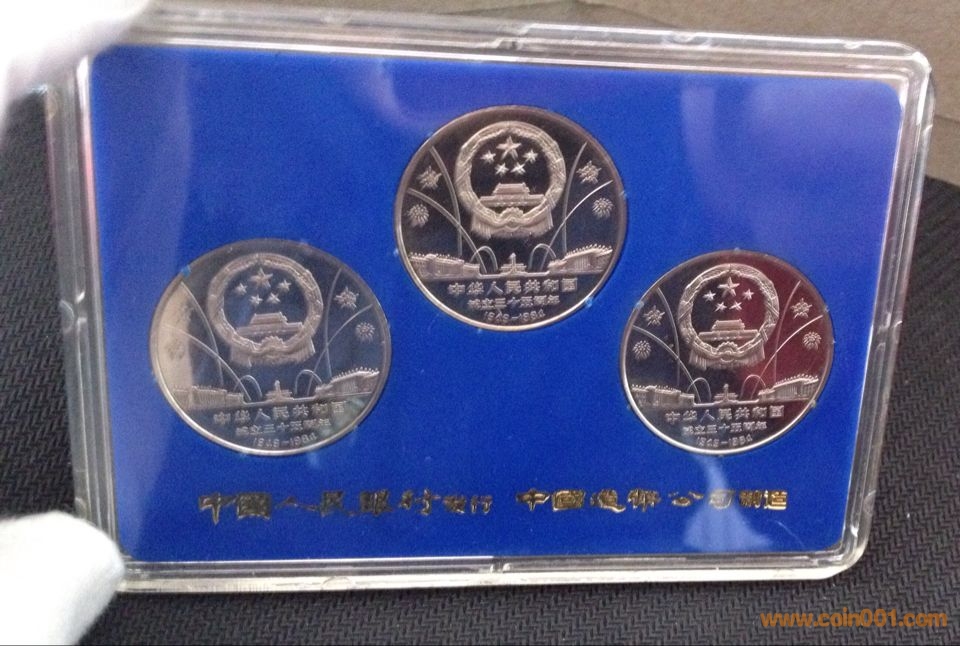 中华人民共和国
成立三十五周年
1949-1984
中华人民共和国
成立三十五周年
1949-1984
中华人民共和国
成立三十五周年
1949-1984
中國人民銀行發行 中國造幣公司制造
www.coin001.com